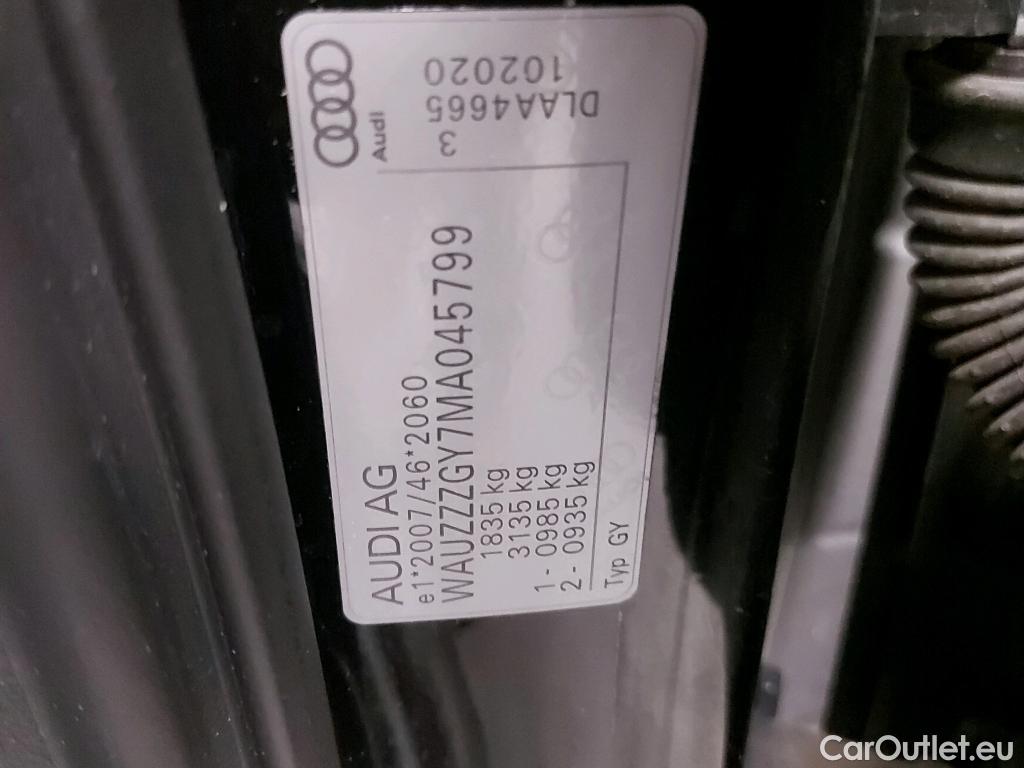 Audi
AUDI AG
e1*2007/46*2060
WAUZZZGY7MA045799
1835 kg
3135 kg
1 - 0985 kg
2 - 0935 kg
Typ GY
3
DLAA4665
102020
CarOutlet.eu